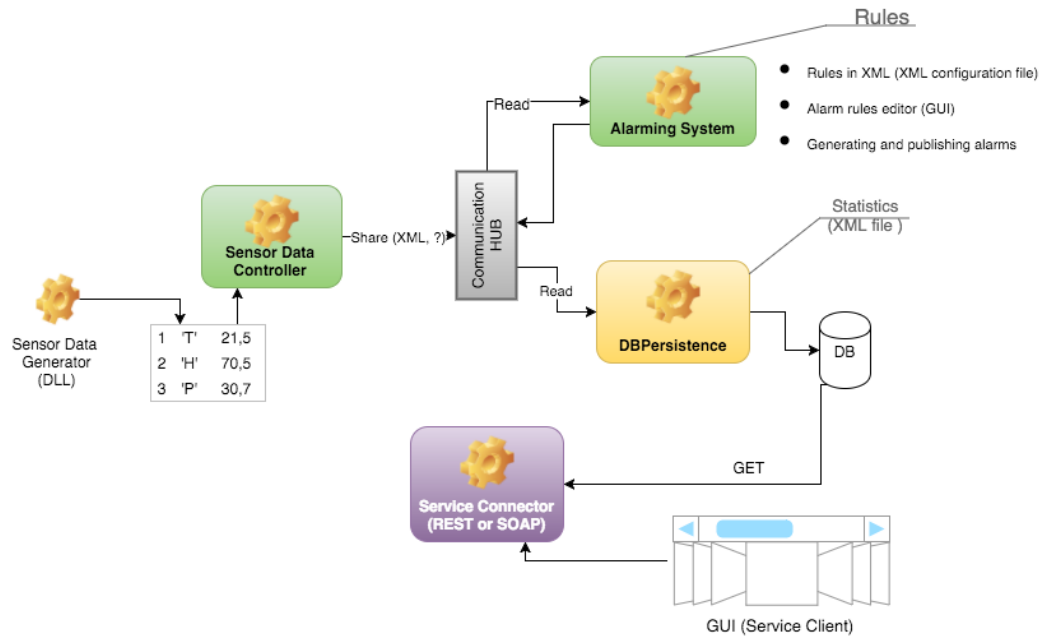 Rules
Rules in XML (XML configuration file)
Alarm rules editor (GUI)
Generating and publishing alarms
Read
Alarming System
Communication
HUB
Share (XML, ?)
Sensor Data
Controller
Statistics
(XML file )
Read
DBPersistence
DB
Sensor Data
Generator
(DLL)
1 'T' 21,5
2 'H' 70,5
3 'P' 30,7
GET
Service Connector
(REST or SOAP)
GUI (Service Client)